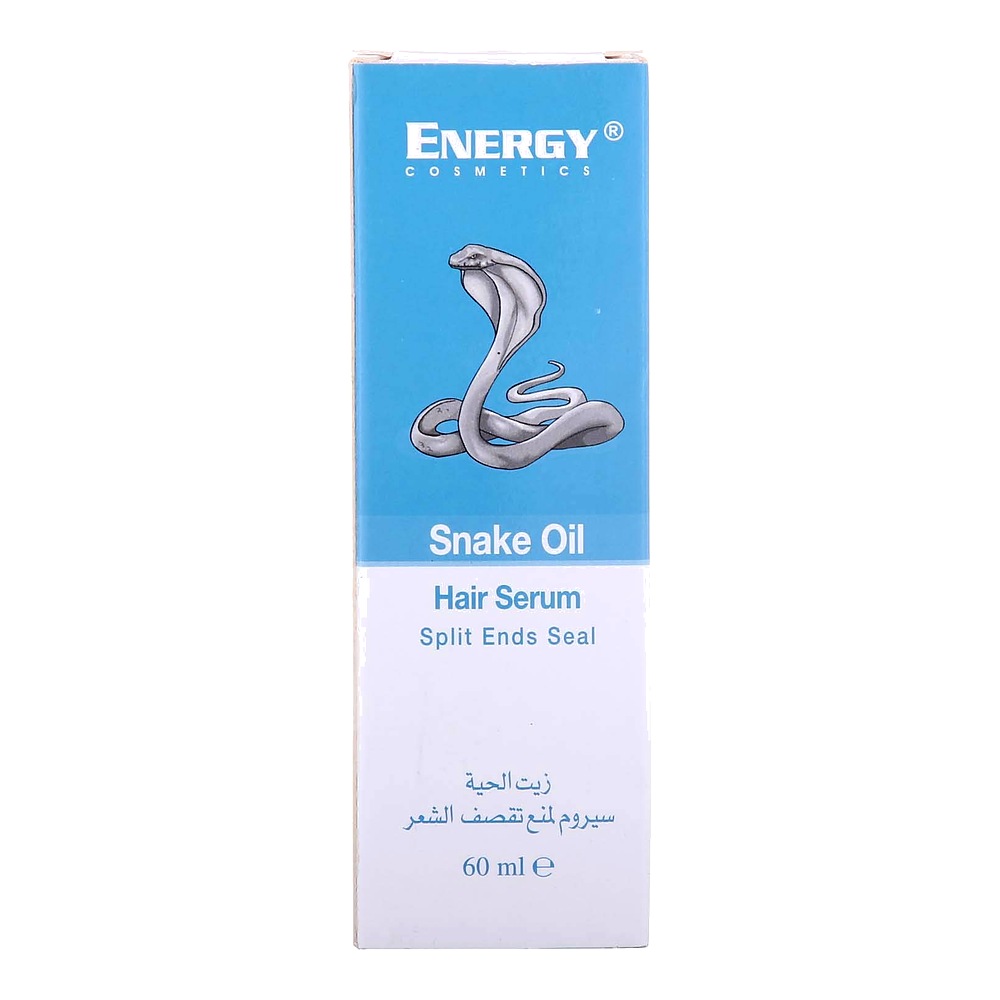 ENERGY®
COSMETICS
Snake Oil
Hair Serum
Split Ends Seal
زيت الحية
سيروم لمنع تقصف الشعر
60 ml ℮